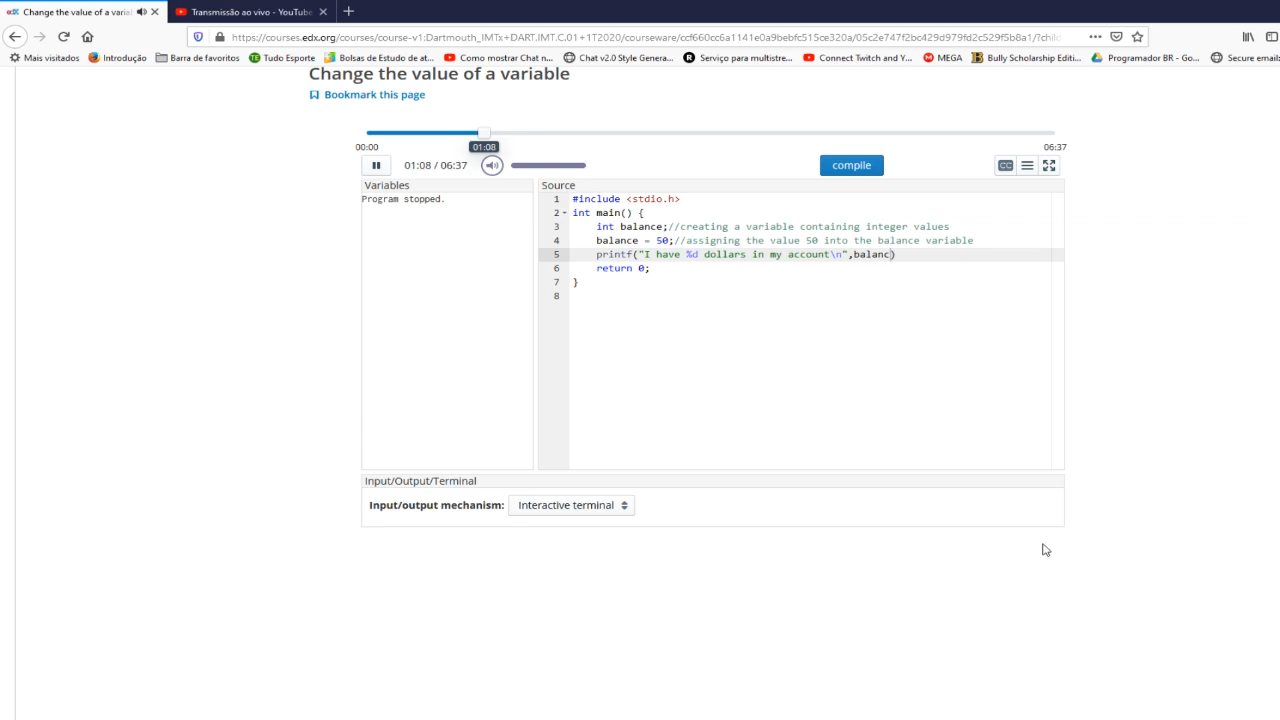 Change the value of a varial
Transmissão ao vivo - YouTube
https://courses.edx.org/courses/course-v1:Dartmouth_IMTx+DART.IMT.C.01+1T2020/courseware/ccf660cc6a1141e0a9bebfc515ce320a/05c2e747f2bc429d979fd2c529f5b8a1/?child
Mais visitados Introdução Barra de favoritos Tudo Esporte Bolsas de Estudo de at... Como mostrar Chat n... Chat v2.0 Style Genera... Serviço para multistre... Connect Twitch and Y... MEGA Bully Scholarship Editi... Programador BR - Go... Secure emails
Change the value of a variable
Bookmark this page
00:00 01:08 06:37
01:08 / 06:37 compile CC
Variables Source
Program stopped.
1 #include <stdio.h>
2 int main() {
3 int balance;//creating a variable containing integer values
4 balance = 50;//assigning the value 50 into the balance variable
5 printf("I have %d dollars in my account\n",balanc)
6 return 0;
7 }
8
Input/Output/Terminal
Input/output mechanism: Interactive terminal